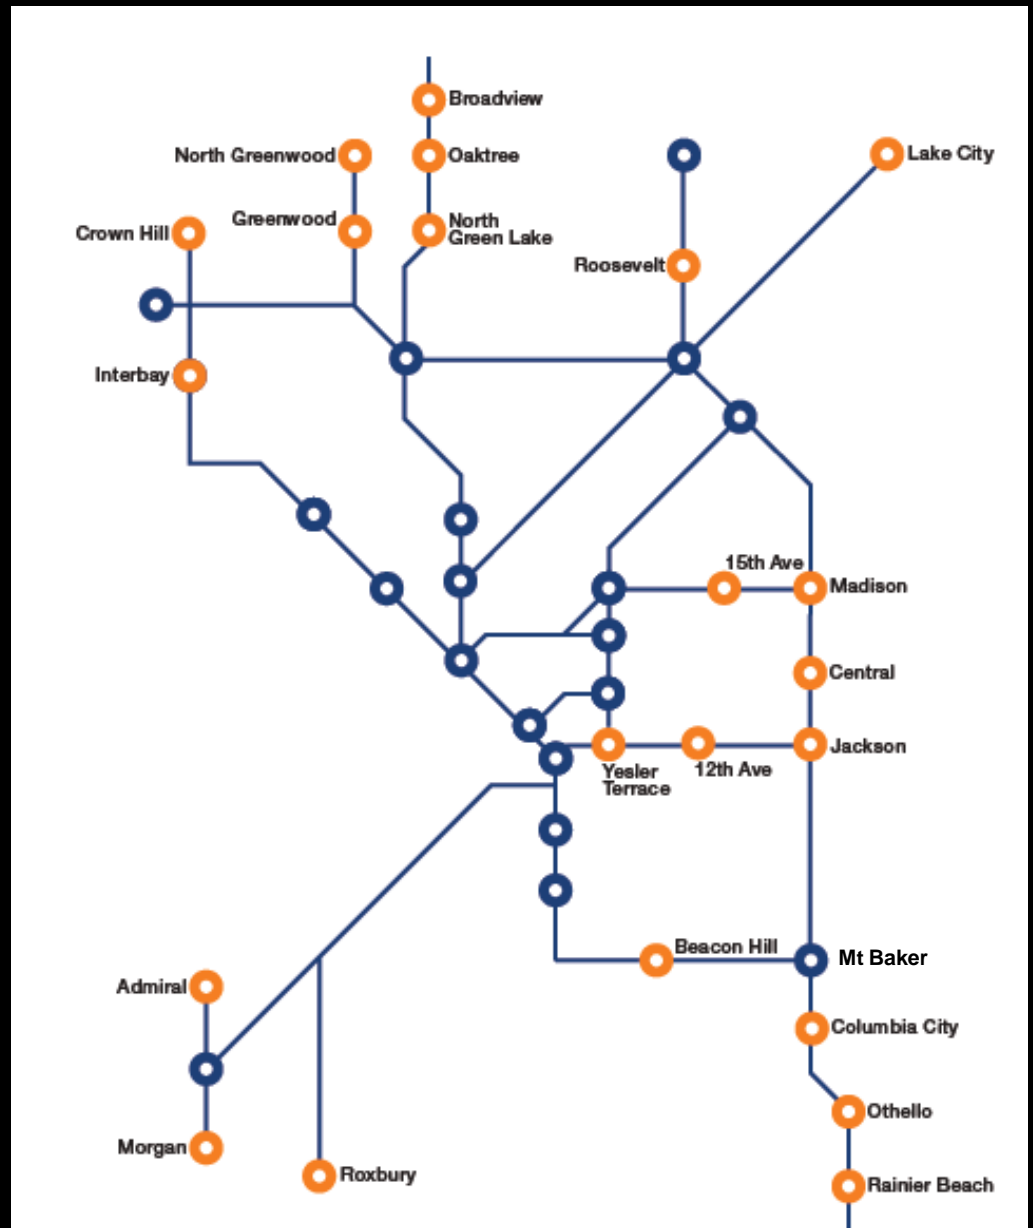 Broadview
North Greenwood
Oaktree
Lake City
Crown Hill
Greenwood
North
Green Lake
Roosevelt
Interbay
15th Ave
Madison
Central
Jackson
Yesler
Terrace
12th Ave
Beacon Hill
Mt Baker
Admiral
Columbia City
Othello
Morgan
Roxbury
Rainier Beach